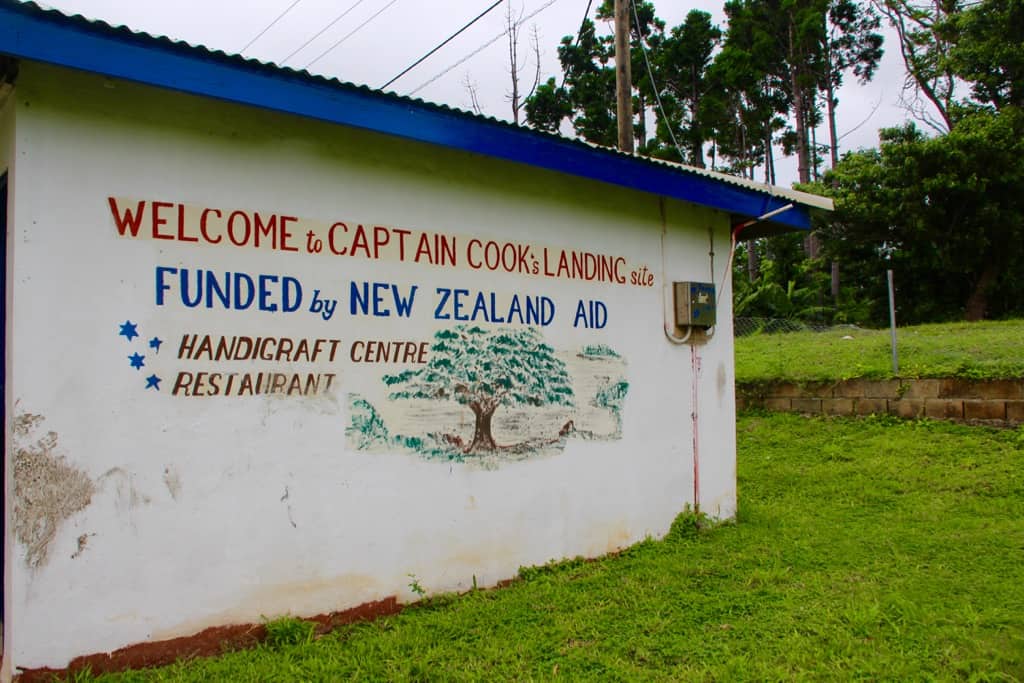 WELCOME to CAPTAIN COOK's LANDING site
FUNDED by NEW ZEALAND AID
HANDIGRAFT CENTRE
RESTAURANT